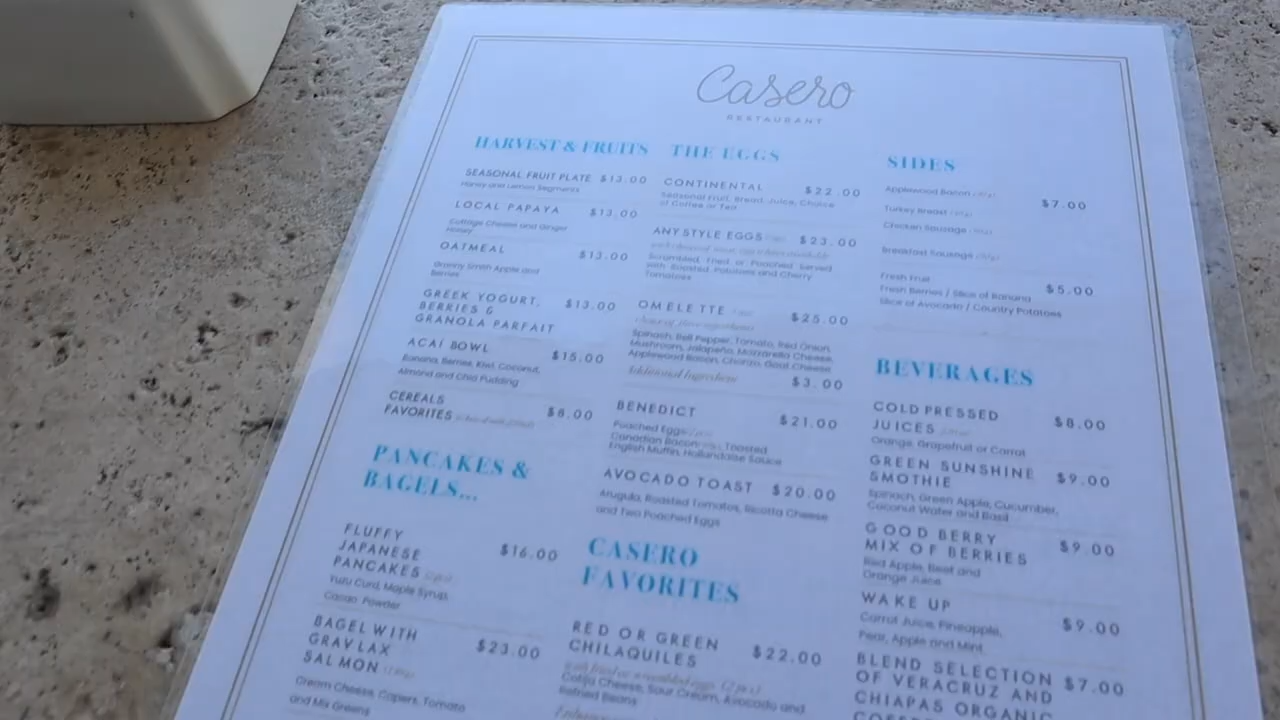 Casero
RESTAURANT
HARVEST & FRUITS
SEASONAL FRUIT PLATE $13.00
Honey and Lemon Segments
LOCAL PAPAYA $13.00
Cottage Cheese and Ginger
Honey
OATMEAL $13.00
Granny Smith Apple and
Berries
GREEK YOGURT, $13.00
BERRIES &
GRANOLA PARFAIT
ACAI BOWL $15.00
Banana, Berries, Kiwi, Coconut,
Almond and Chia Pudding
CEREALS
FAVORITES $8.00
PANCAKES &
BAGELS...
FLUFFY
JAPANESE $16.00
PANCAKES
Yuzu Curd, Maple Syrup,
Cacao Powder
BAGEL WITH
GRAVLAX $23.00
SALMON
Cream Cheese, Capers, Tomato
and Mix Greens
THE EGGS
CONTINENTAL $22.00
Seasonal Fruit, Bread, Juice, Choice
of Coffee or Tea
ANY STYLE EGGS $23.00
Scrambled, Fried or Poached Served
with Roasted Potatoes and Cherry
Tomatoes
OMELETTE $25.00
choice of three ingredients
Spinash, Bell Pepper, Tomato, Red Onion,
Mushroom, Jalapeño, Mozzarella Cheese,
Applewood Bacon, Chorizo, Goat Cheese
Additional Ingredient $3.00
BENEDICT $21.00
Poached Eggs
Canadian Bacon, Toasted
English Muffin, Hollandaise Sauce
AVOCADO TOAST $20.00
Arugula, Roasted Tomatoes, Ricotta Cheese
and Two Poached Eggs
CASERO
FAVORITES
RED OR GREEN
CHILAQUILES $22.00
with fried or scrambled eggs (2 pcs)
Cotija Cheese, Sour Cream, Avocado and
Refried Beans
SIDES
Applewood Bacon $7.00
Turkey Breast
Chicken Sausage
Breakfast Sausage
Fresh Fruit $5.00
Fresh Berries / Slice of Banana
Slice of Avocado / Country Potatoes
BEVERAGES
COLD PRESSED $8.00
JUICES
Orange, Grapefruit or Carrot
GREEN SUNSHINE $9.00
SMOTHIE
Spinach, Green Apple, Cucumber,
Coconut Water and Basil
GOOD BERRY $9.00
MIX OF BERRIES
Red Apple, Beet and
Orange Juice
WAKE UP $9.00
Carrot Juice, Pineapple,
Pear, Apple and Mint
BLEND SELECTION $7.00
OF VERACRUZ AND
CHIAPAS ORGANIC